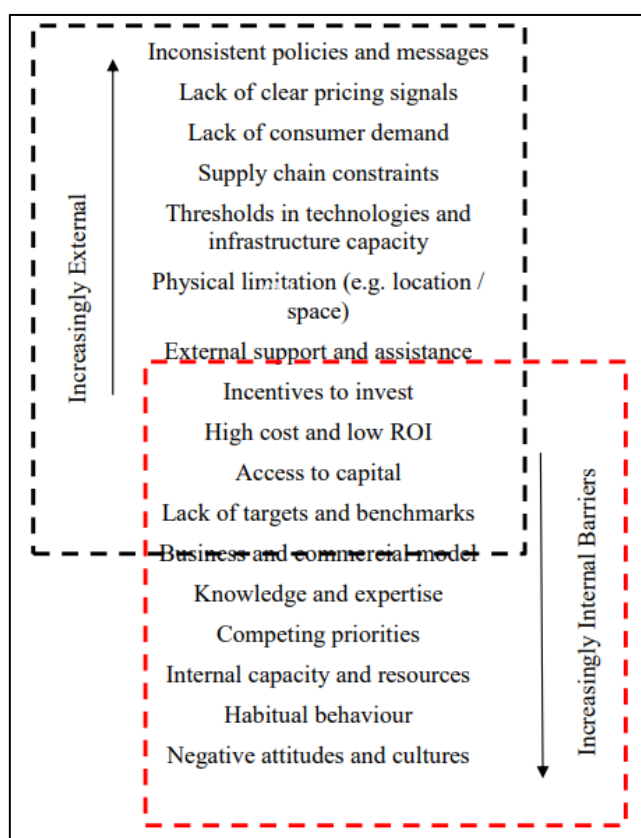 Inconsistent policies and messages
Lack of clear pricing signals
Lack of consumer demand
Supply chain constraints
Thresholds in technologies and
infrastructure capacity
Physical limitation (e.g. location /
space)
External support and assistance
Incentives to invest
High cost and low ROI
Access to capital
Lack of targets and benchmarks
Business and commercial model
Knowledge and expertise
Competing priorities
Internal capacity and resources
Habitual behaviour
Negative attitudes and cultures
Increasingly External
Increasingly Internal Barriers